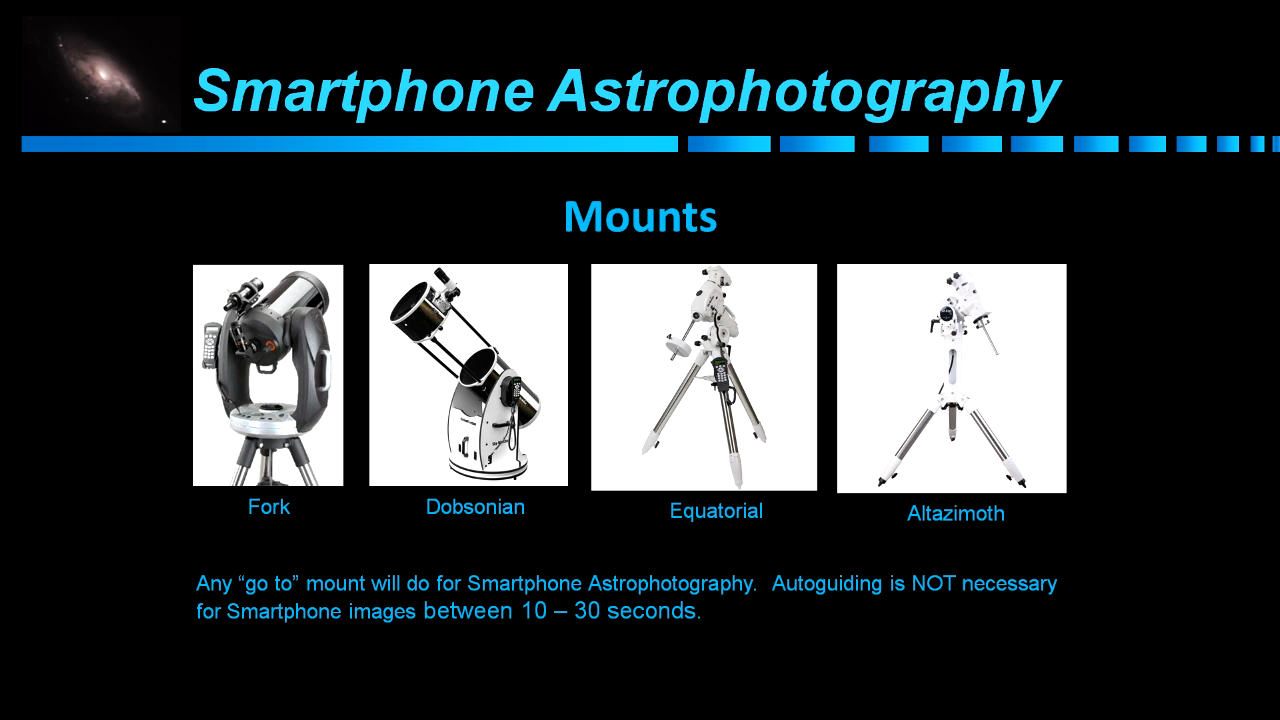 Smartphone Astrophotography
Mounts
Fork
Dobsonian
Equatorial
Altazimoth
Any “go to” mount will do for Smartphone Astrophotography.  Autoguiding is NOT necessary
for Smartphone images between 10 – 30 seconds.